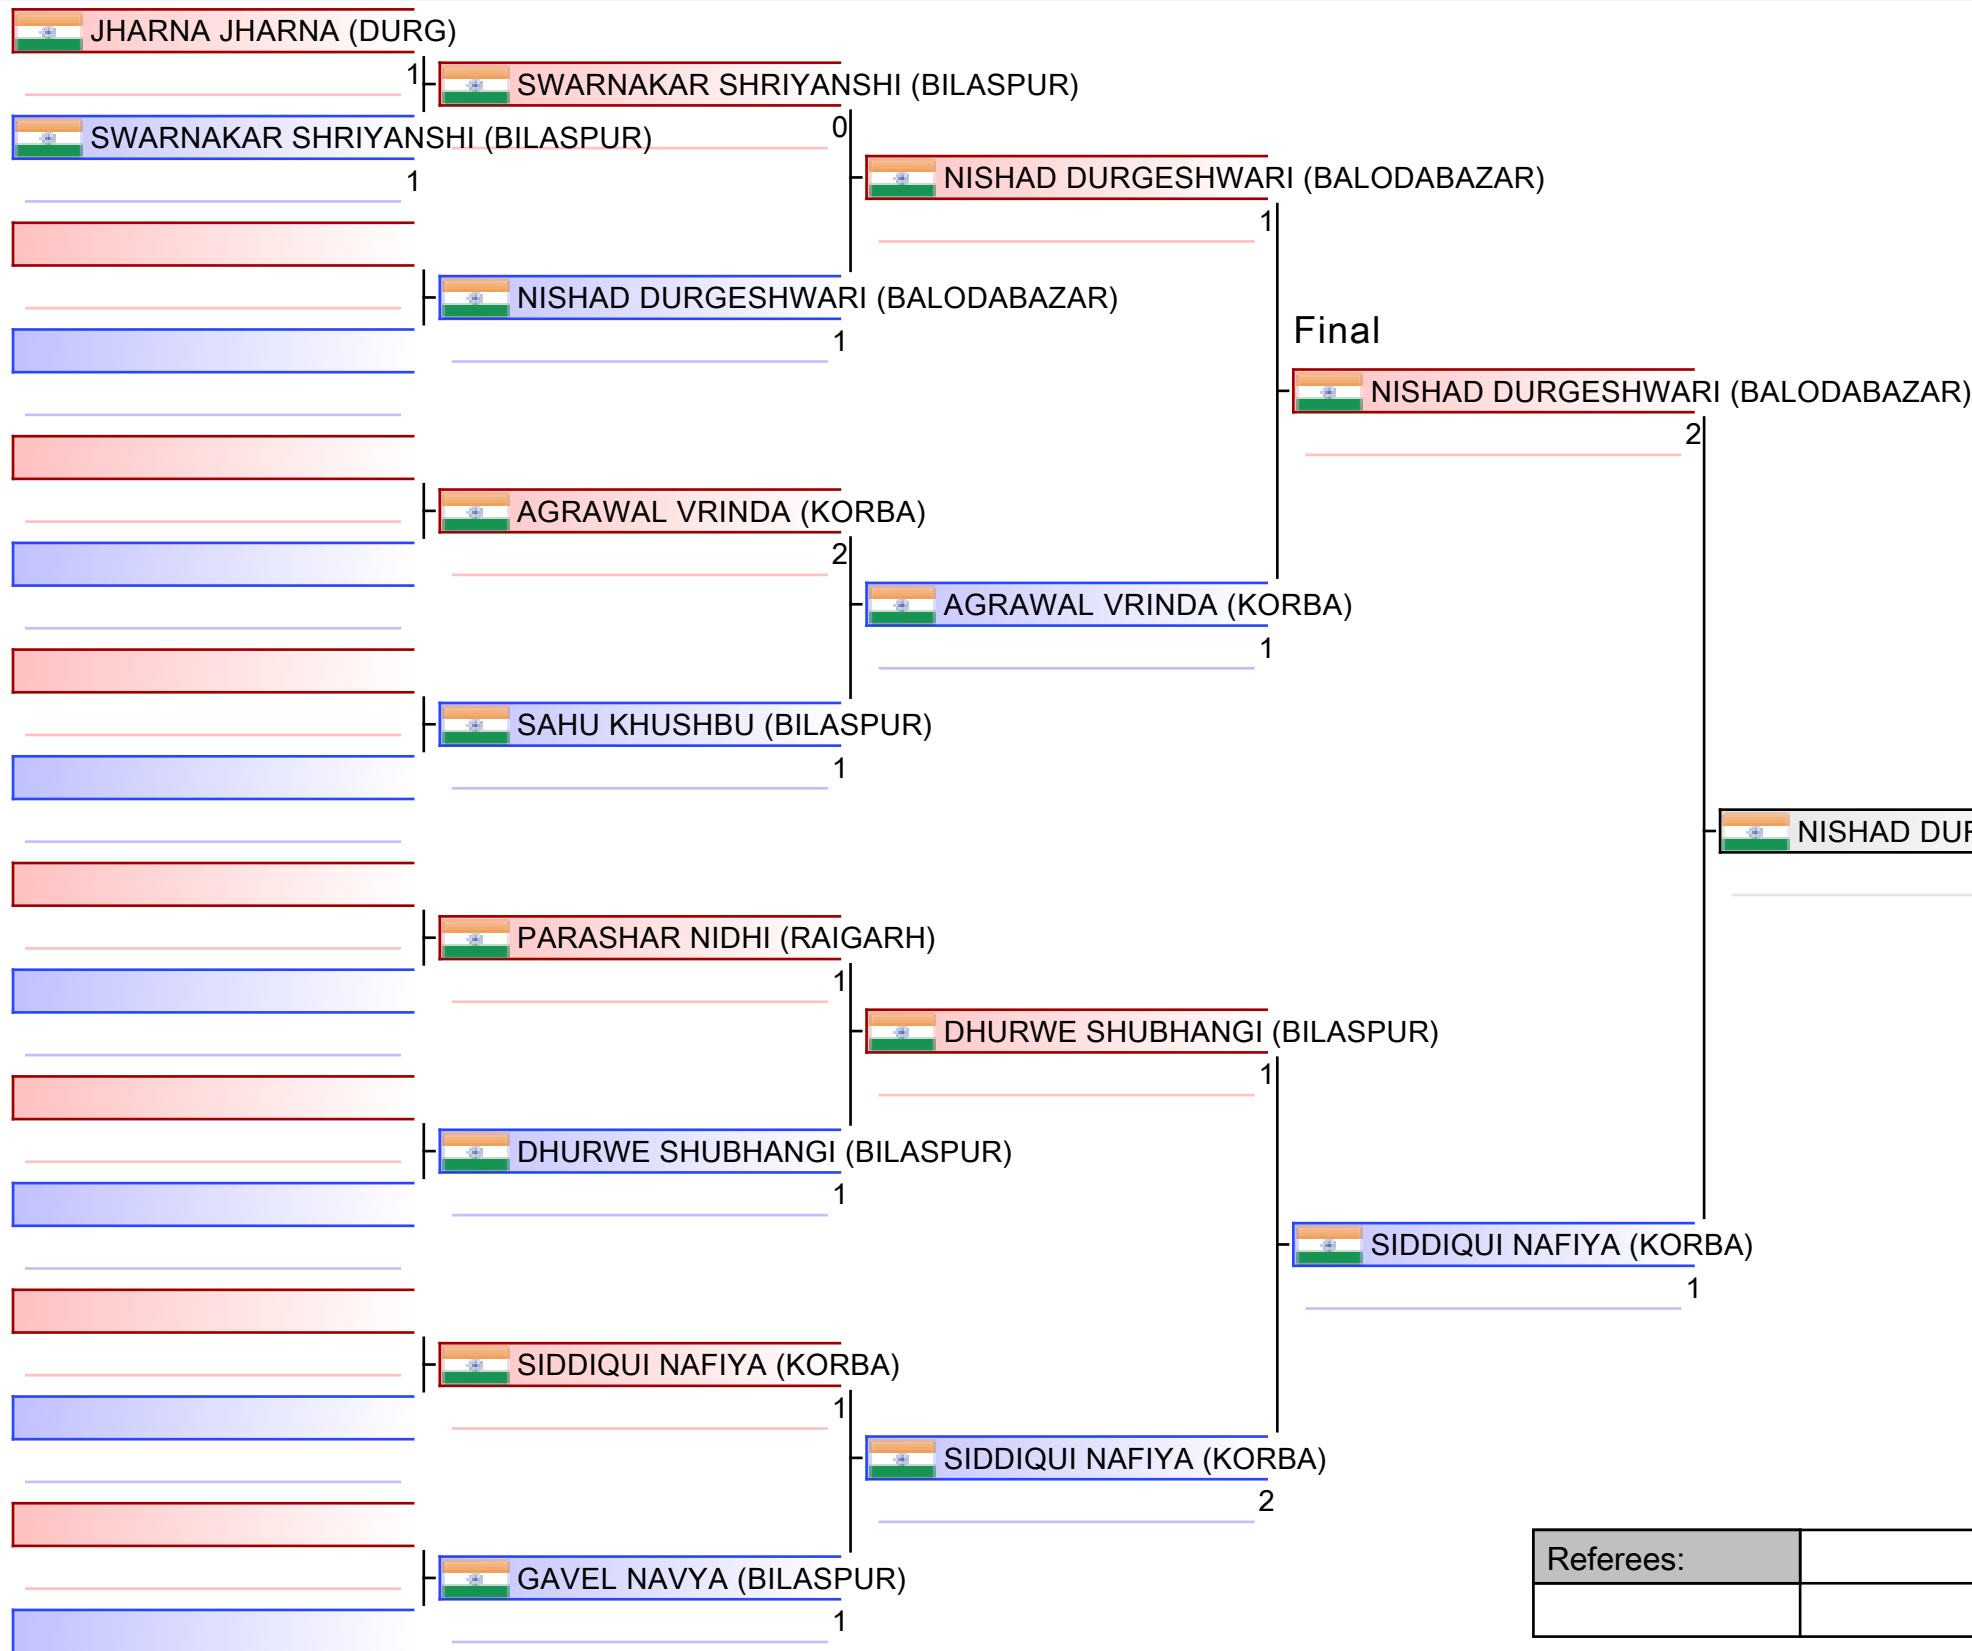 JHARNA JHARNA (DURG)
1
SWARNAKAR SHRIYANSHI (BILASPUR)
SWARNAKAR SHRIYANSHI (BILASPUR)
1
0
NISHAD DURGESHWARI (BALODABAZAR)
1
NISHAD DURGESHWARI (BALODABAZAR)
1
Final
NISHAD DURGESHWARI (BALODABAZAR)
2
AGRAWAL VRINDA (KORBA)
2
AGRAWAL VRINDA (KORBA)
1
SAHU KHUSHBU (BILASPUR)
1
NISHAD DUR
PARASHAR NIDHI (RAIGARH)
1
DHURWE SHUBHANGI (BILASPUR)
1
DHURWE SHUBHANGI (BILASPUR)
1
SIDDIQUI NAFIYA (KORBA)
1
SIDDIQUI NAFIYA (KORBA)
1
SIDDIQUI NAFIYA (KORBA)
2
GAVEL NAVYA (BILASPUR)
1
Referees: